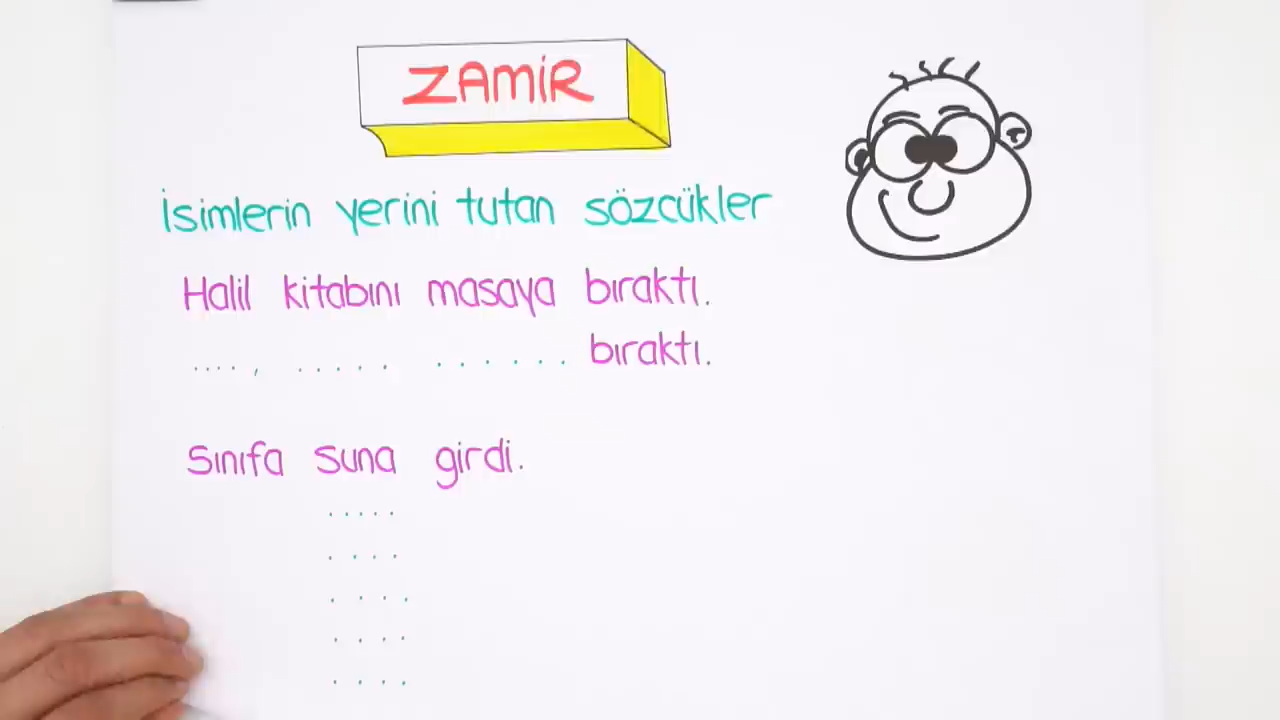 ZAMİR
İsimlerin yerini tutan sözcükler
Halil kitabını masaya bıraktı.
...., ..... ...... bıraktı.
Sınıfa suna girdi.
.....
....
....
....
....